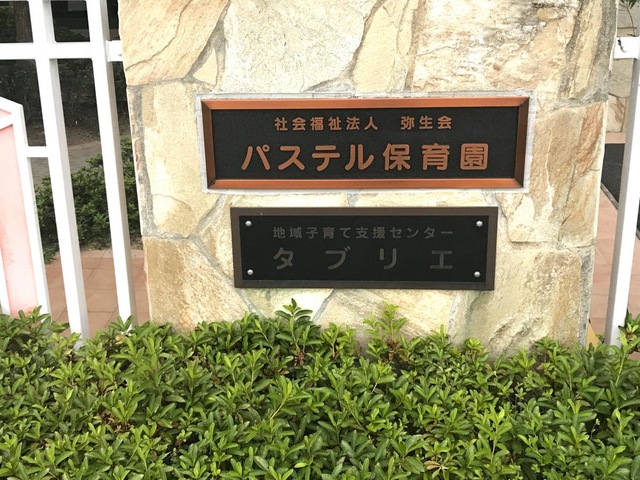 社会福祉法人 弥生会
パステル保育園
地域子育て支援センター
タブリエ